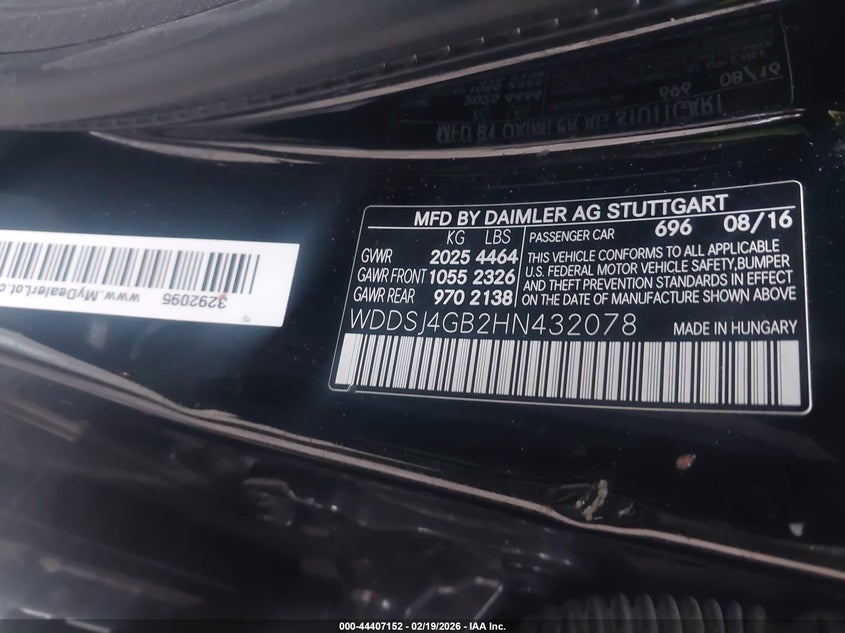 MFD BY DAIMLER AG STUTTGART
696 08/16
KG LBS
GVWR 2025 4464
GAWR FRONT 1055 2326
GAWR REAR 970 2138
PASSENGER CAR
THIS VEHICLE CONFORMS TO ALL APPLICABLE
U.S. FEDERAL MOTOR VEHICLE SAFETY, BUMPER
AND THEFT PREVENTION STANDARDS IN EFFECT
ON THE DATE OF MANUFACTURE SHOWN ABOVE
WDDSJ4GB2HN432078
MADE IN HUNGARY
3292095
www.MyDealerLot.c
000-44407152 - 02/19/2026 - IAA Inc.